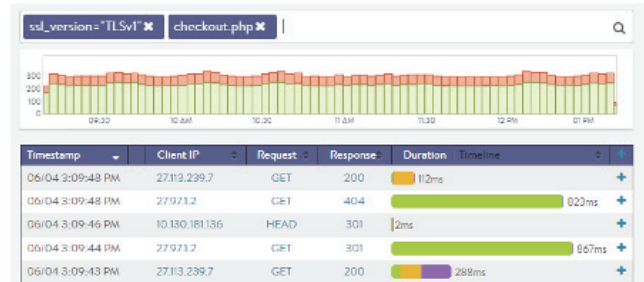 ssl_version="TLSv1" ✖ checkout.php ✖
300
200
100
0
09:30 10 AM 10:30 11 AM 11:30 12 PM 01 PM
Timestamp Client IP Request Response Duration Timeline +
06/04 3:09:48 PM 27.113.239.7 GET 200 112ms +
06/04 3:09:48 PM 27.97.1.2 GET 404 823ms +
06/04 3:09:46 PM 10.130.181.136 HEAD 301 2ms +
06/04 3:09:44 PM 27.97.1.2 GET 301 867ms +
06/04 3:09:43 PM 27.113.239.7 GET 200 288ms +